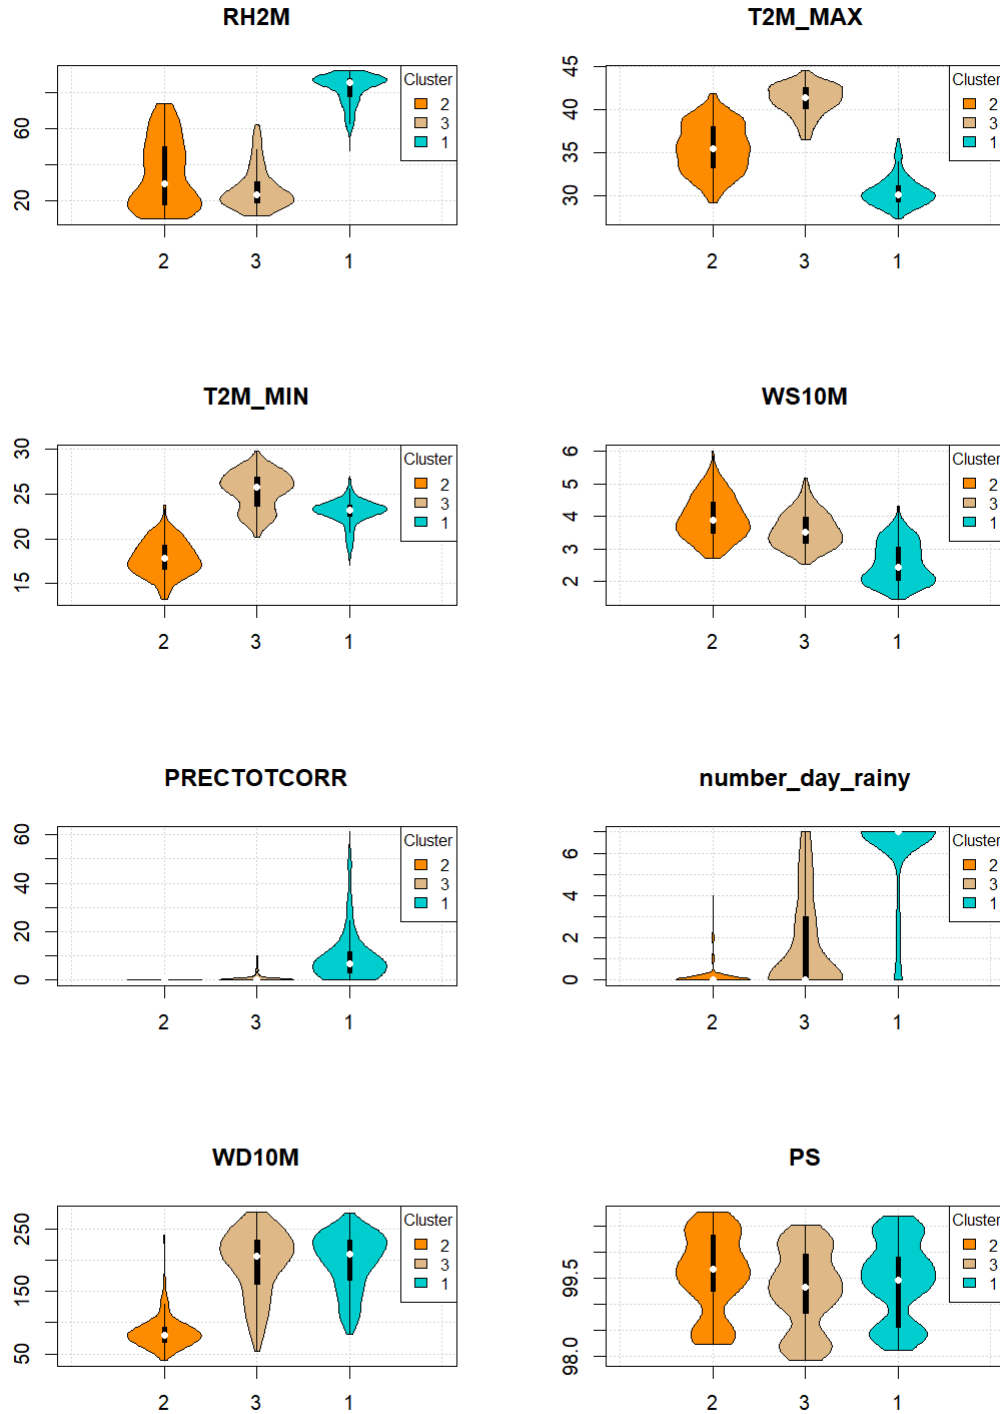 RH2M
60
20
Cluster
2
3
1
2 3 1
T2M_MAX
45
40
35
30
Cluster
2
3
1
2 3 1
T2M_MIN
30
25
20
15
Cluster
2
3
1
2 3 1
WS10M
6
5
4
3
2
Cluster
2
3
1
2 3 1
PRECTOTCORR
60
40
20
0
Cluster
2
3
1
2 3 1
number_day_rainy
6
4
2
0
Cluster
2
3
1
2 3 1
WD10M
250
150
50
Cluster
2
3
1
2 3 1
PS
99.5
98.0
Cluster
2
3
1
2 3 1